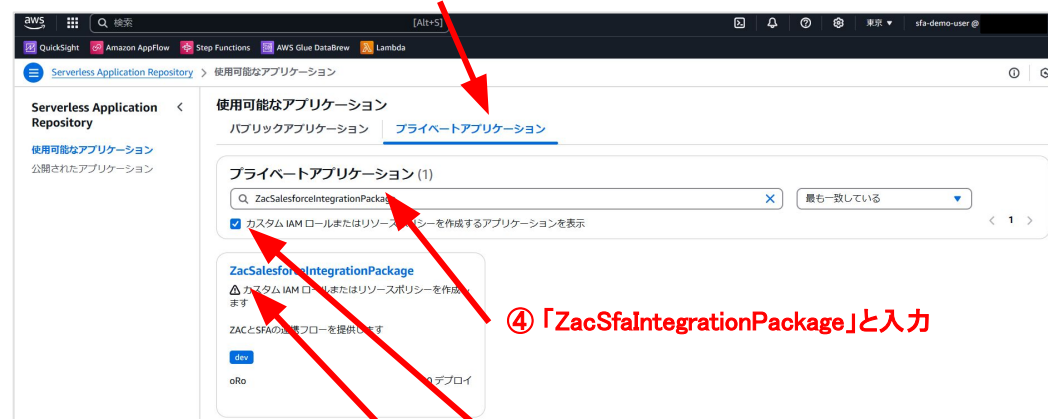 aws
検索
[Alt+S]
東京 ▼
sfa-demo-user @
QuickSight
Amazon AppFlow
Step Functions
AWS Glue DataBrew
Lambda
Serverless Application Repository > 使用可能なアプリケーション
Serverless Application
Repository
使用可能なアプリケーション
公開されたアプリケーション
使用可能なアプリケーション
パブリックアプリケーション
プライベートアプリケーション
プライベートアプリケーション (1)
ZacSalesforceIntegrationPackage
最も一致している
カスタム IAM ロールまたはリソースポリシーを作成するアプリケーションを表示
< 1 >
ZacSalesforceIntegrationPackage
カスタム IAM ロールまたはリソースポリシーを作成し
ます
ZACとSFAの連携フローを提供します
dev
oRo
0 デプロイ
④「ZacSfaIntegrationPackage」と入力